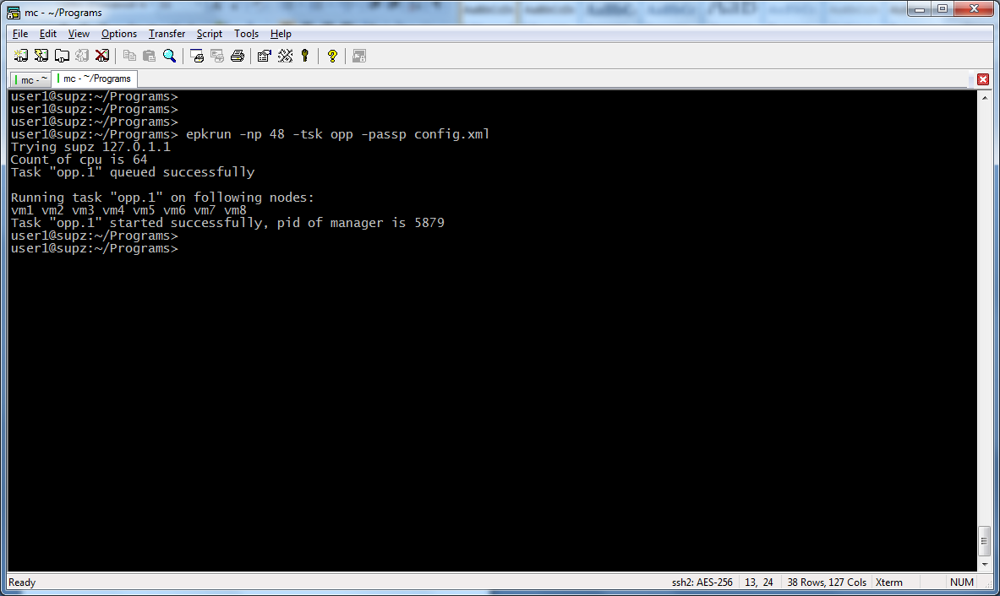 mc - ~/Programs
File Edit View Options Transfer Script Tools Help
mc - ~ mc - ~/Programs
user1@supz:~/Programs>
user1@supz:~/Programs>
user1@supz:~/Programs>
user1@supz:~/Programs> epkrun -np 48 -tsk opp -passp config.xml
Trying supz 127.0.1.1
Count of cpu is 64
Task "opp.1" queued successfully
Running task "opp.1" on following nodes:
vm1 vm2 vm3 vm4 vm5 vm6 vm7 vm8
Task "opp.1" started successfully, pid of manager is 5879
user1@supz:~/Programs>
user1@supz:~/Programs>
Ready ssh2: AES-256 13, 24 38 Rows, 127 Cols Xterm NUM